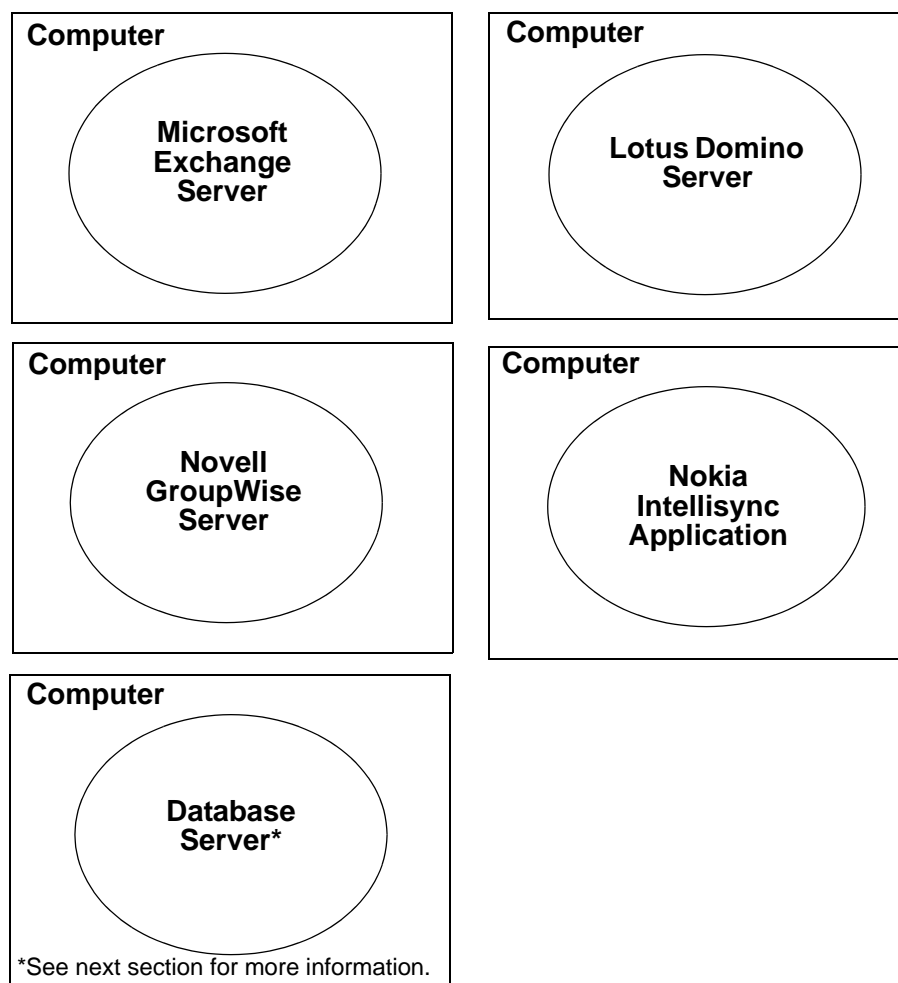 Computer
Microsoft
Exchange
Server
Computer
Lotus Domino
Server
Computer
Novell
GroupWise
Server
Computer
Nokia
Intellisync
Application
Computer
Database
Server*
*See next section for more information.